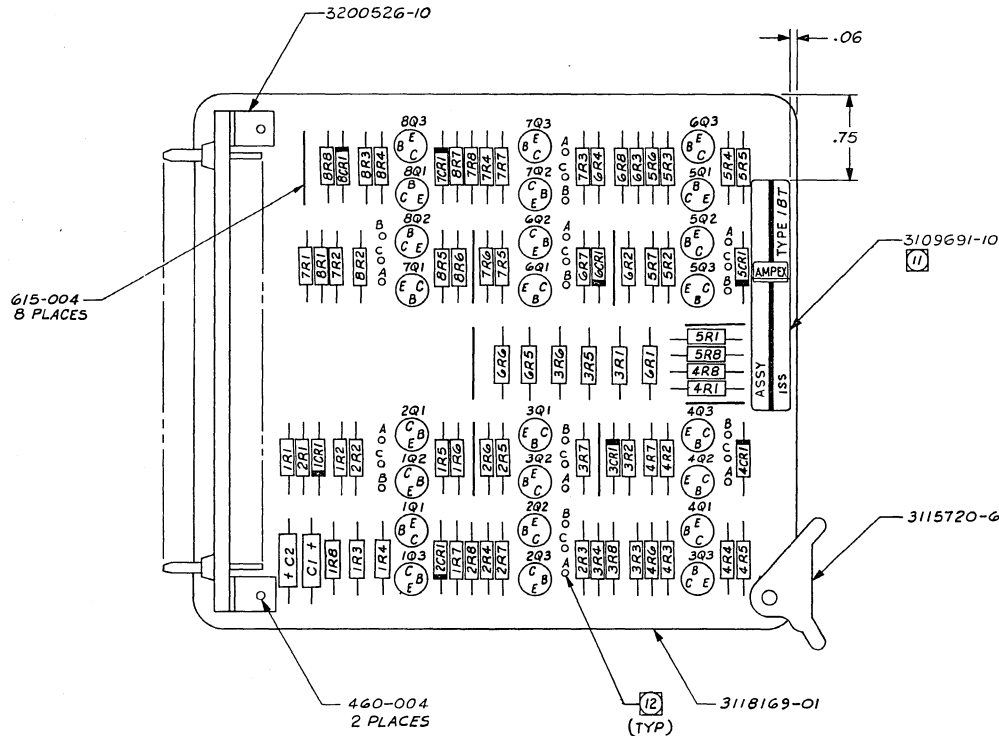 3200526-10
.06
.75
8Q3 7Q3 6Q3
B E C B E C A C B B E C
8R8 8CR1 8R3 8R4 7CR1 8R7 7R8 7R4 7R7 7R3 6R4 6R8 6R3 5R6 5R3 5R4 5R5
8Q1 7Q2 5Q1
B C E C B E B C E
8Q2 6Q2 5Q2
B C A B C E C E B A C B B C E A C B
7R1 8R1 7R2 8R2 8R5 8R6 7R6 7R5 6R7 6CR1 6R2 5R7 5R2 5CR1
7Q1 6Q1 5Q3
E C B E C B E C B
TYPE 1BT
AMPEX
ASSY
ISS
3109691-10
11
615-004
8 PLACES
6R6 6R5 3R6 3R5 3R1 6R1
5R1
5R8
4R8
4R1
2Q1 3Q1 4Q3
A C B C E B B C A E B C B C A E B C
1R1 2R1 1CR1 1R2 2R2 1R5 1R6 2R6 2R5 3R7 3CR1 3R2 4R7 4R2 4CR1
1Q2 3Q2 4Q2
C E B B E C E C B
1Q1 2Q2 4Q1
B E C B E C B C A B E C
+ C2 C1 + 1R8 1R3 1R4 2CR1 1R7 2R8 2R4 2R7 2R3 3R4 3R8 3R3 4R6 4R3 4R4 4R5
1Q3 2Q3 3Q3
C E B C E B B C E
3115720-6
460-004
2 PLACES
12
(TYP)
3118169-01